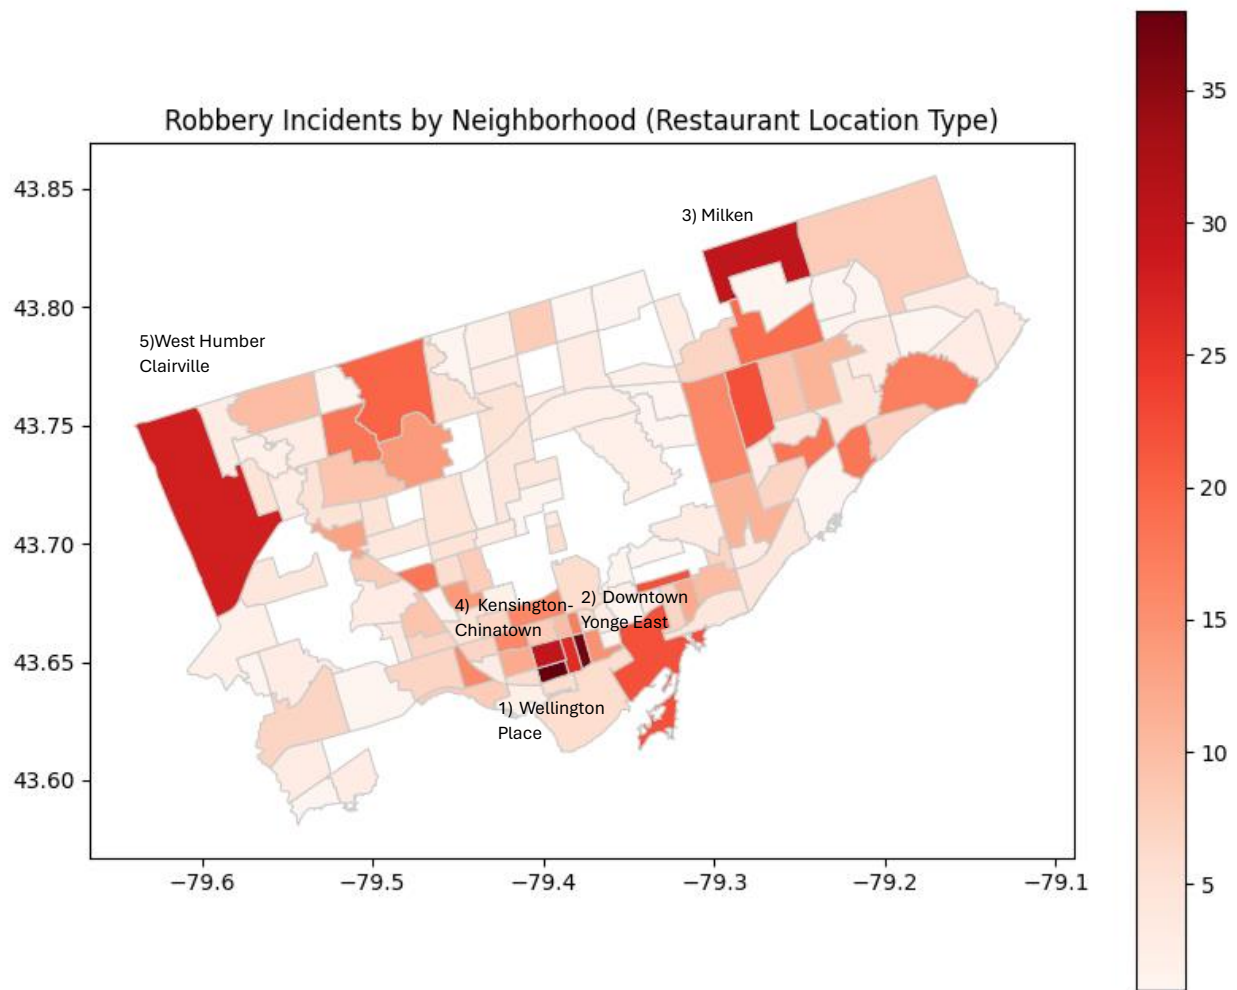 Robbery Incidents by Neighborhood (Restaurant Location Type)
43.85
43.80
43.75
43.70
43.65
43.60
3) Milken
5)West Humber
Clairville
4) Kensington-
Chinatown
2) Downtown
Yonge East
1) Wellington
Place
−79.6
−79.5
−79.4
−79.3
−79.2
−79.1
35
30
25
20
15
10
5